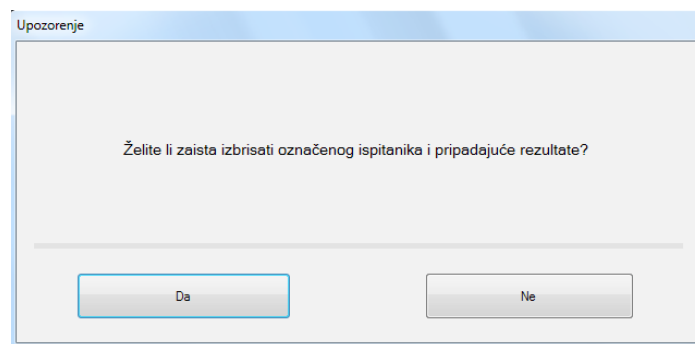 Upozorenje
Želite li zaista izbrisati označenog ispitanika i pripadajuće rezultate?
Da
Ne